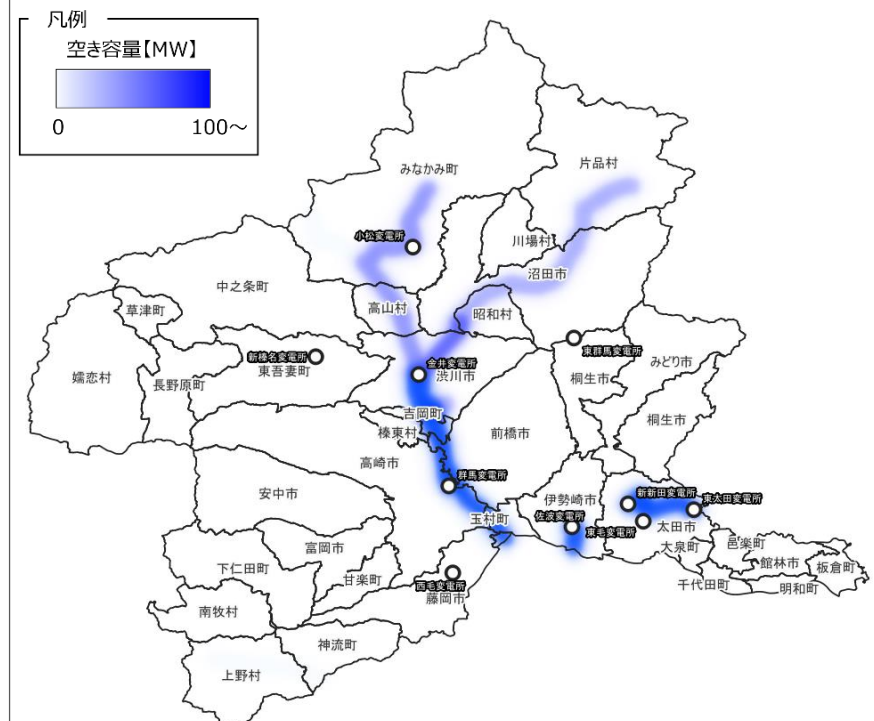 凡例
空き容量【MW】
0 100～
みなかみ町
片品村
小松変電所
川場村
沼田市
中之条町
高山村
昭和村
草津町
新榛名変電所
東吾妻町
金井変電所
渋川市
東群馬変電所
桐生市
みどり市
嬬恋村
長野原町
吉岡町
榛東村
前橋市
桐生市
高崎市
群馬変電所
安中市
伊勢崎市
新新田変電所
東太田変電所
玉村町
佐波変電所
東毛変電所
太田市
富岡市
大泉町
邑楽町
館林市
板倉町
下仁田町
甘楽町
西毛変電所
藤岡市
千代田町
明和町
南牧村
神流町
上野村